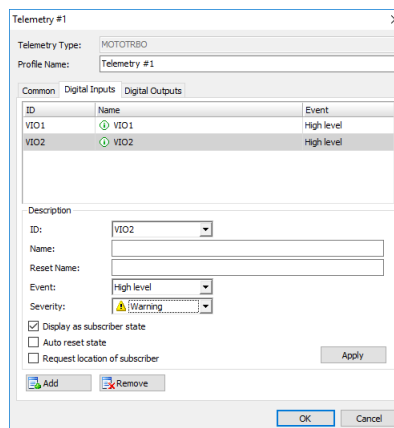 Telemetry #1
Telemetry Type: MOTOTRBO
Profile Name: Telemetry #1
Common Digital Inputs Digital Outputs
ID Name Event
VIO1 VIO1 High level
VIO2 VIO2 High level
Description
ID: VIO2
Name:
Reset Name:
Event: High level
Severity: Warning
Display as subscriber state
Auto reset state
Request location of subscriber
Apply
Add Remove
OK Cancel